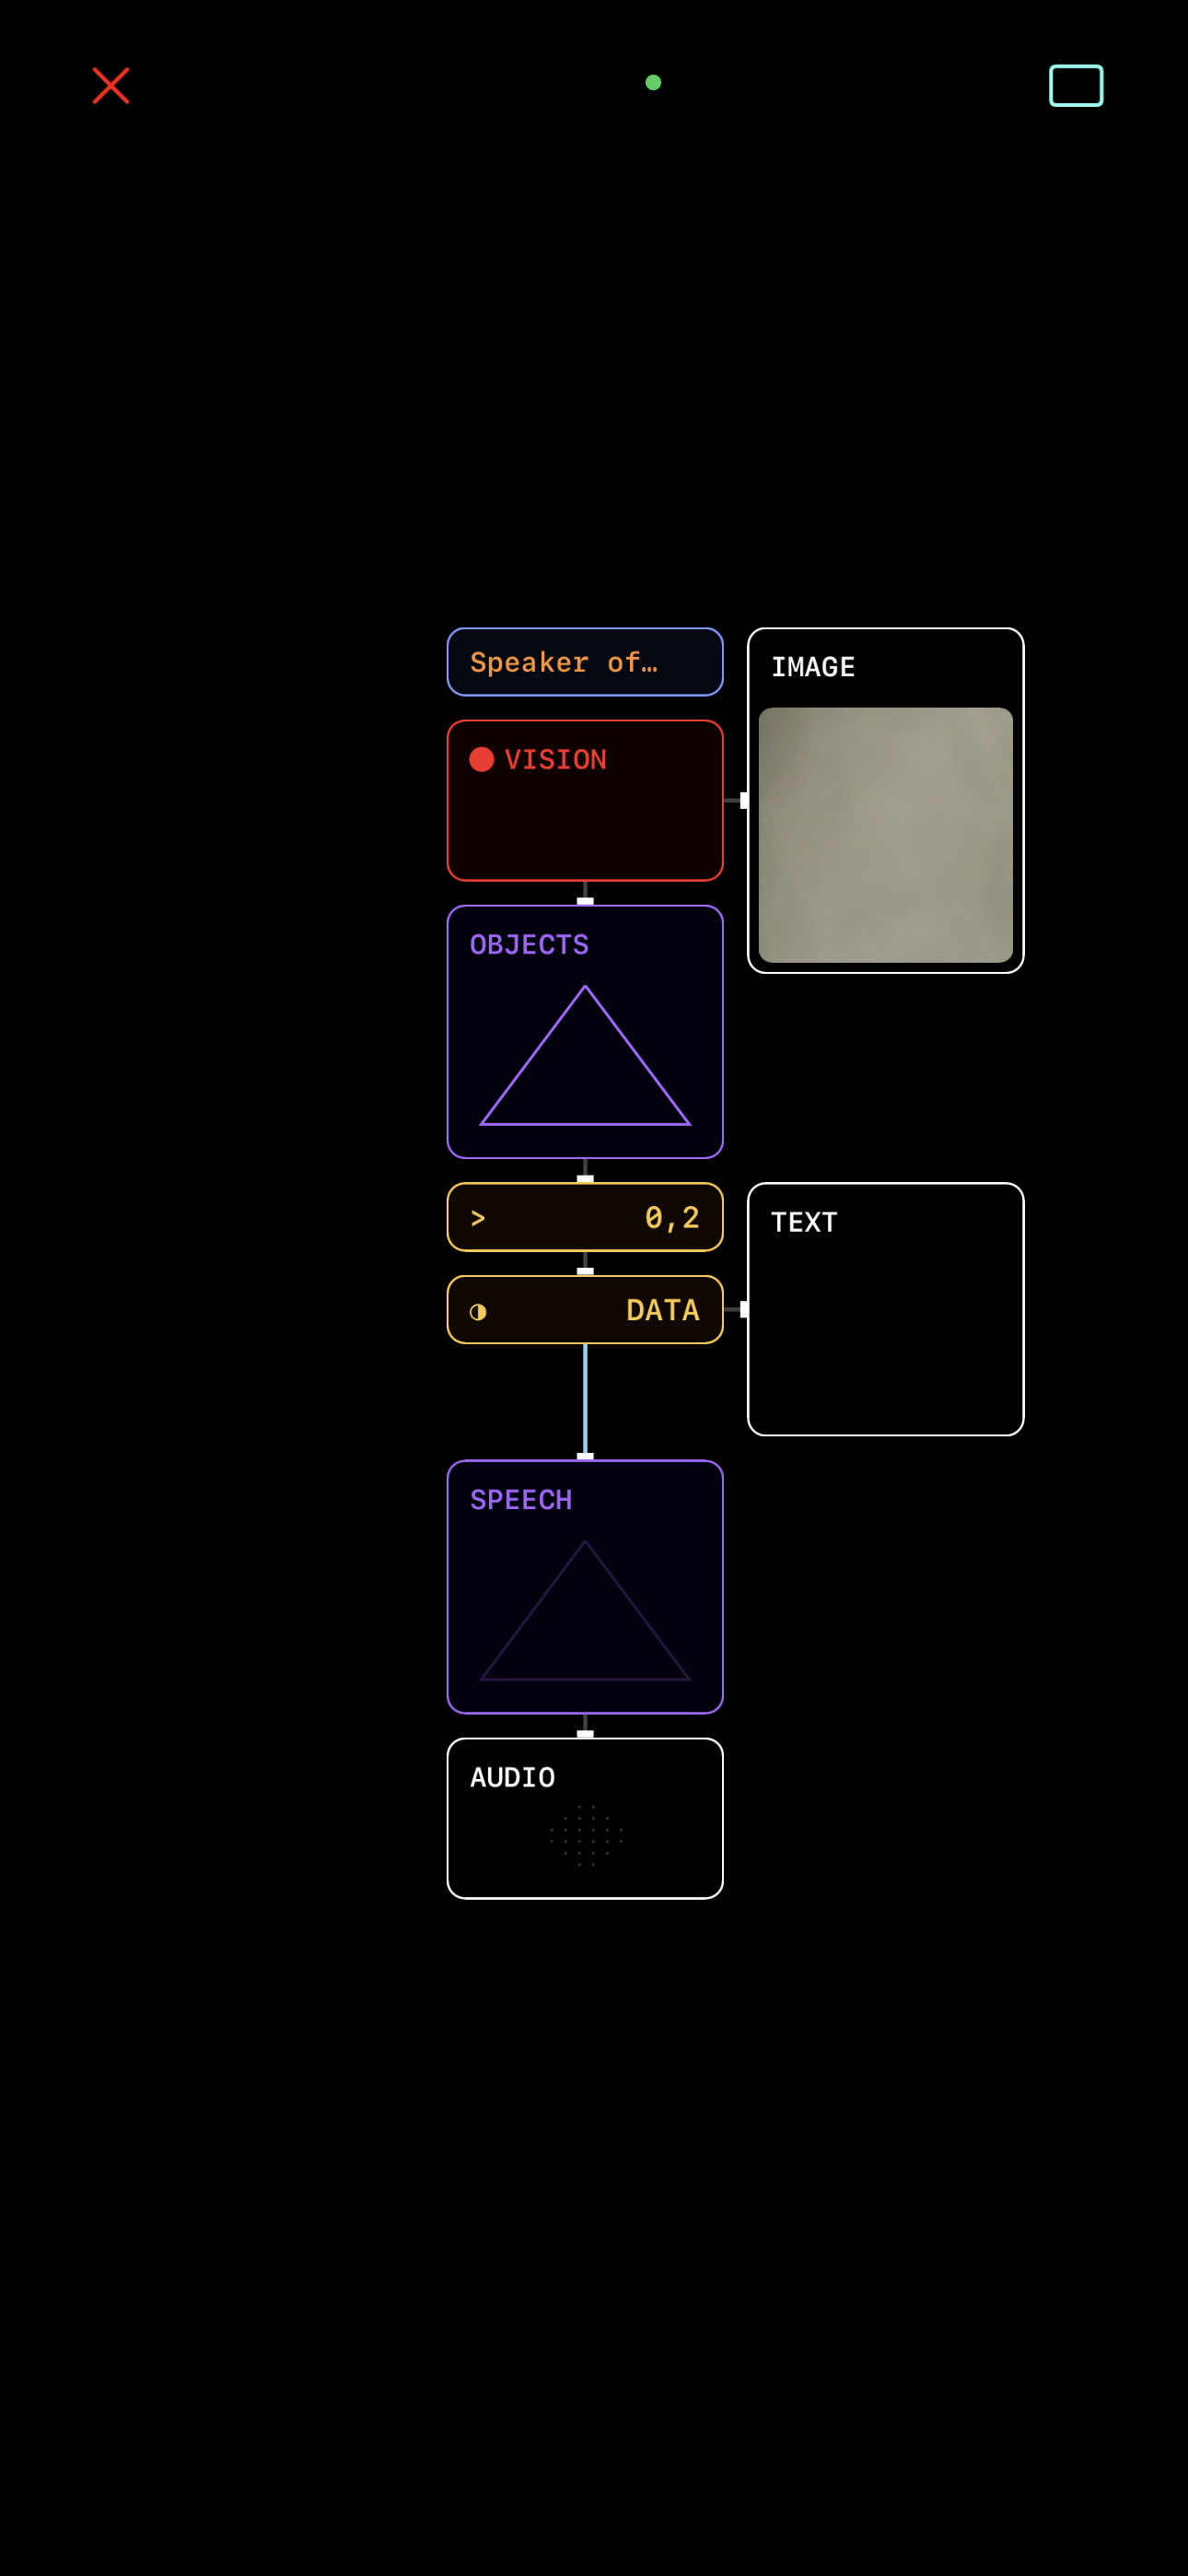 Speaker of…
IMAGE
VISION
OBJECTS
> 0,2
TEXT
DATA
SPEECH
AUDIO